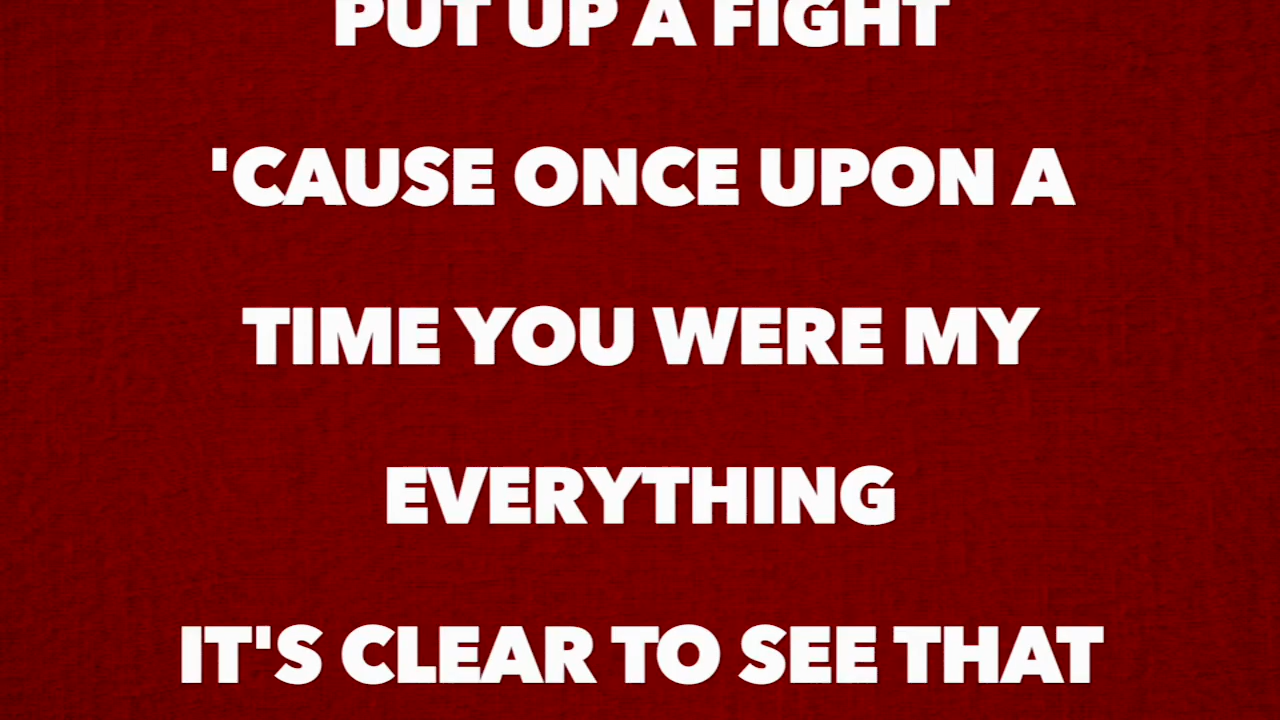 PUT UP A FIGHT
'CAUSE ONCE UPON A
TIME YOU WERE MY
EVERYTHING
IT'S CLEAR TO SEE THAT